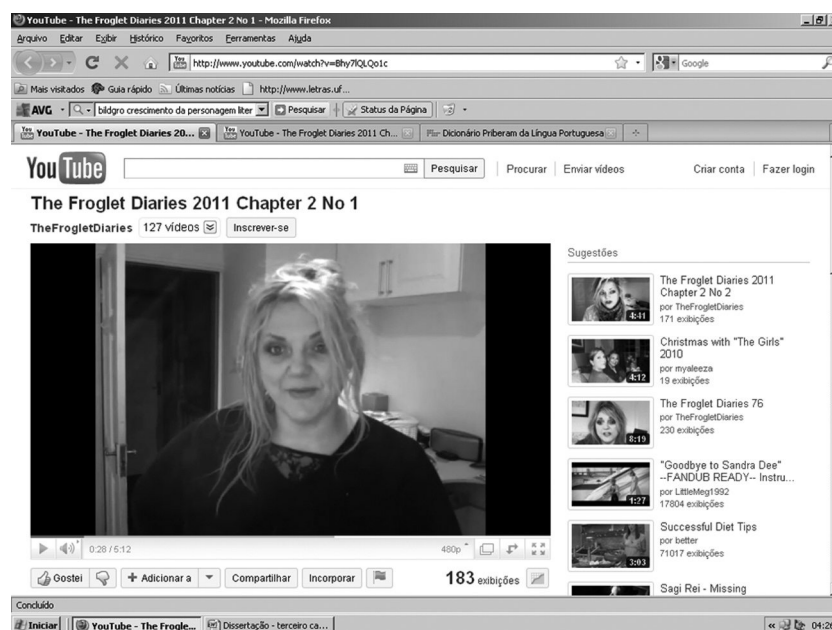 YouTube - The Froglet Diaries 2011 Chapter 2 No 1 - Mozilla Firefox
Arquivo Editar Exibir Histórico Favoritos Ferramentas Ajuda
http://www.youtube.com/watch?v=Bhy7lQLQo1c
Google
Mais visitados Guia rápido Últimas notícias http://www.letras.uf...
AVG bildgro crescimento da personagem liter Pesquisar Status da Página
YouTube - The Froglet Diaries 20... YouTube - The Froglet Diaries 2011 Ch... Dicionário Priberam da Língua Portuguesa
YouTube Pesquisar Procurar Enviar vídeos Criar conta Fazer login
The Froglet Diaries 2011 Chapter 2 No 1
TheFrogletDiaries 127 vídeos Inscrever-se
Sugestões
The Froglet Diaries 2011
Chapter 2 No 2
por TheFrogletDiaries
171 exibições
4:41
Christmas with "The Girls"
2010
por myaleeza
19 exibições
4:12
The Froglet Diaries 76
por TheFrogletDiaries
230 exibições
8:19
"Goodbye to Sandra Dee"
--FANDUB READY-- Instru...
por LittleMeg1992
17804 exibições
1:27
Successful Diet Tips
por better
71017 exibições
3:03
Sagi Rei - Missing
0:28 / 5:12 480p
Gostei Adicionar a Compartilhar Incorporar 183 exibições
Concluído
Iniciar YouTube - The Frogle... Dissertação - terceiro ca... 04:26